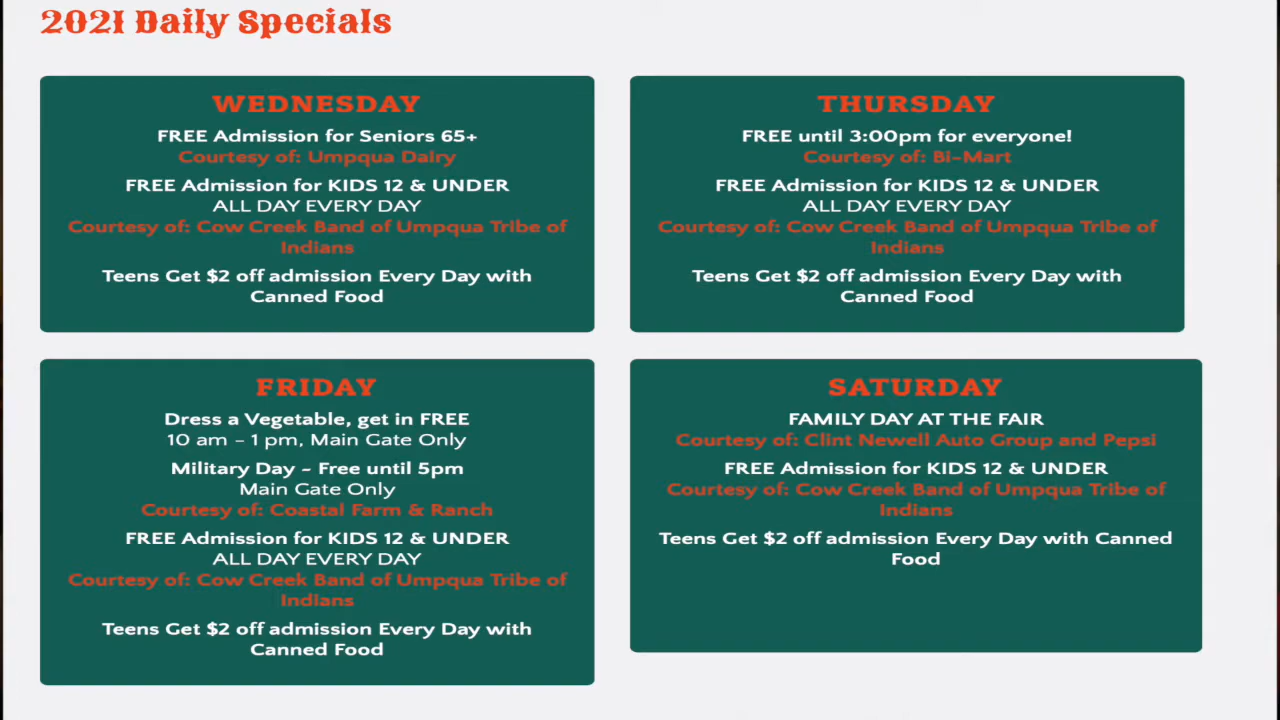 2021 Daily Specials
WEDNESDAY
FREE Admission for Seniors 65+
Courtesy of: Umpqua Dairy
FREE Admission for KIDS 12 & UNDER
ALL DAY EVERY DAY
Courtesy of: Cow Creek Band of Umpqua Tribe of
Indians
Teens Get $2 off admission Every Day with
Canned Food
THURSDAY
FREE until 3:00pm for everyone!
Courtesy of: Bi-Mart
FREE Admission for KIDS 12 & UNDER
ALL DAY EVERY DAY
Courtesy of: Cow Creek Band of Umpqua Tribe of
Indians
Teens Get $2 off admission Every Day with
Canned Food
FRIDAY
Dress a Vegetable, get in FREE
10 am - 1 pm, Main Gate Only
Military Day ~ Free until 5pm
Main Gate Only
Courtesy of: Coastal Farm & Ranch
FREE Admission for KIDS 12 & UNDER
ALL DAY EVERY DAY
Courtesy of: Cow Creek Band of Umpqua Tribe of
Indians
Teens Get $2 off admission Every Day with
Canned Food
SATURDAY
FAMILY DAY AT THE FAIR
Courtesy of: Clint Newell Auto Group and Pepsi
FREE Admission for KIDS 12 & UNDER
Courtesy of: Cow Creek Band of Umpqua Tribe of
Indians
Teens Get $2 off admission Every Day with Canned
Food